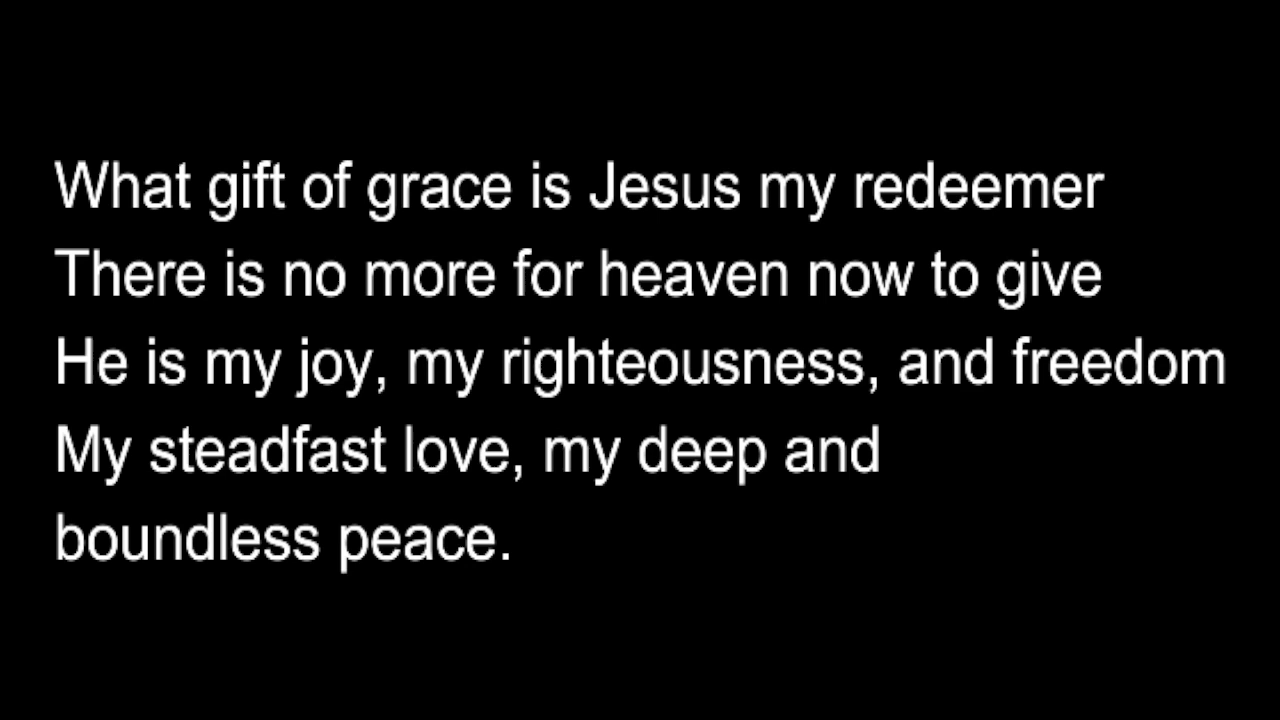 What gift of grace is Jesus my redeemer
There is no more for heaven now to give
He is my joy, my righteousness, and freedom
My steadfast love, my deep and
boundless peace.